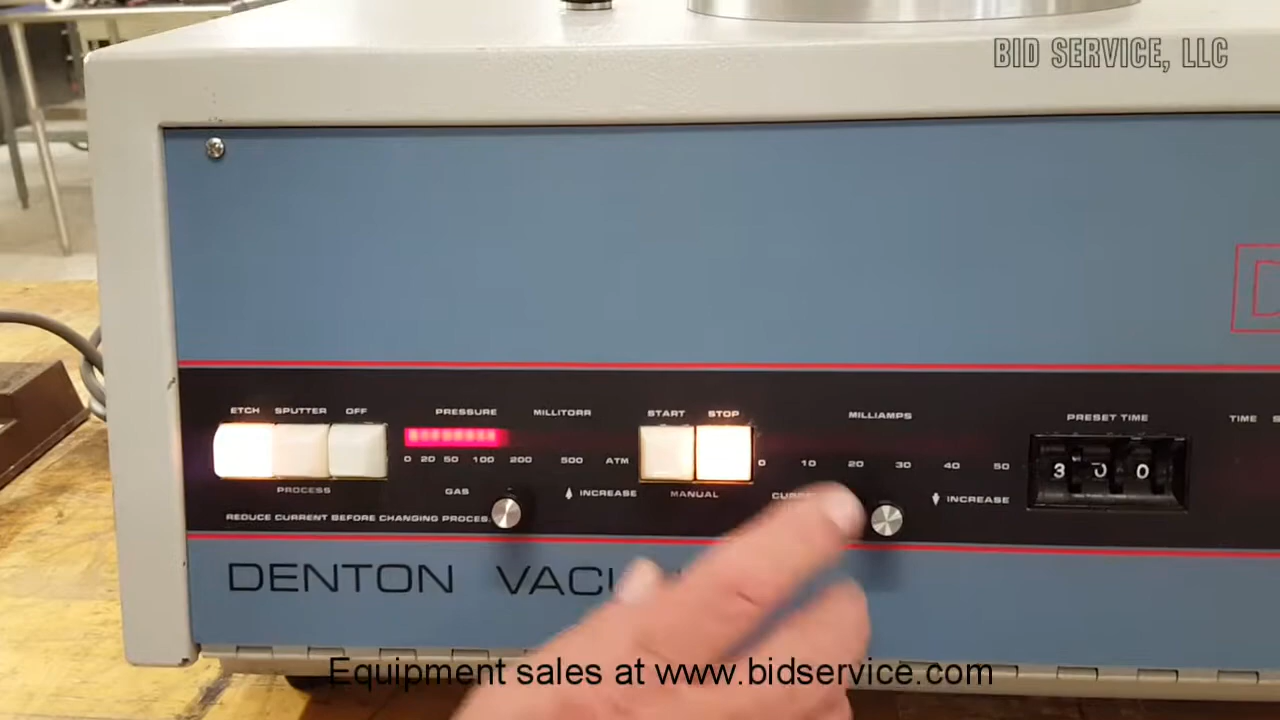 BID SERVICE, LLC
ETCH SPUTTER OFF PRESSURE MILLITORR START STOP MILLIAMPS PRESET TIME TIME
0 20 50 100 200 500 ATM 0 10 20 30 40 50 3 0
PROCESS GAS INCREASE MANUAL INCREASE
REDUCE CURRENT BEFORE CHANGING
DENTON
Equipment sales at www.bidservice.com